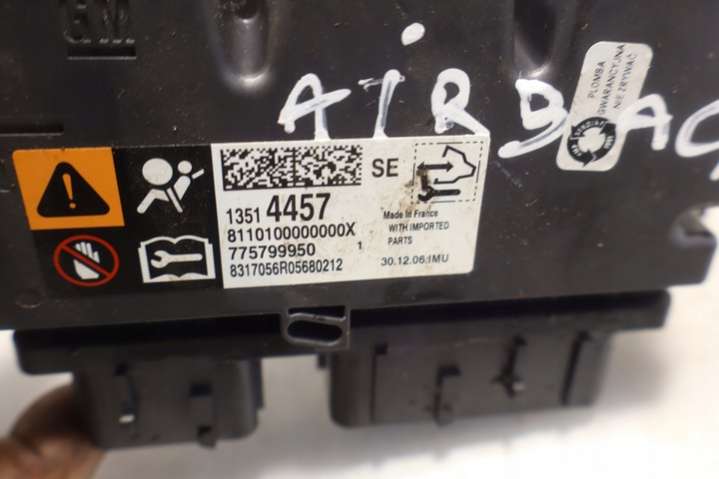 GM
AIRBAG
PLOMBA
GWARANCYJNA
NIE ZRYWAĆ
SE
1351 4457
8110100000000X
775799950 1
8317056R05680212
Made in France
WITH IMPORTED
PARTS
30.12.06:IMU